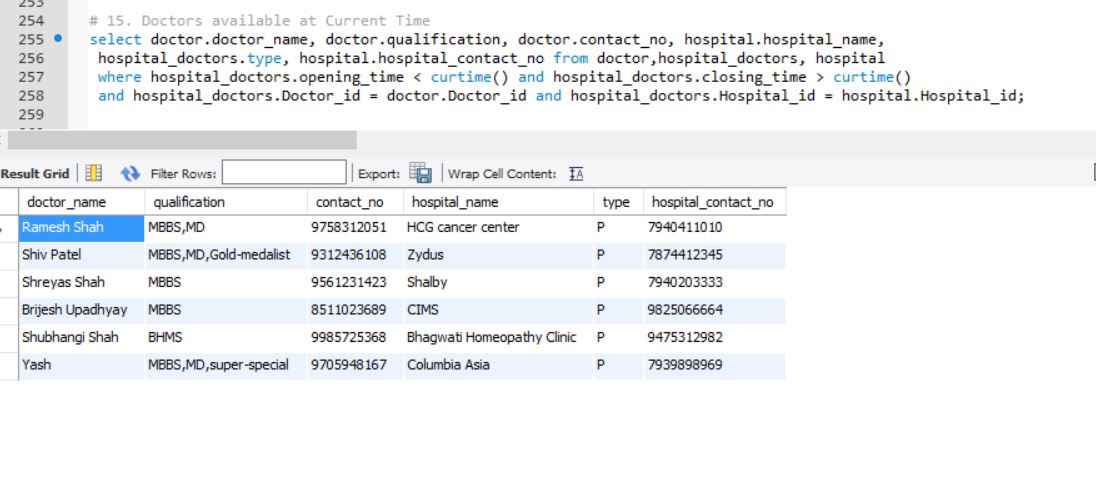 253
254 # 15. Doctors available at Current Time
255 select doctor.doctor_name, doctor.qualification, doctor.contact_no, hospital.hospital_name,
256 hospital_doctors.type, hospital.hospital_contact_no from doctor,hospital_doctors, hospital
257 where hospital_doctors.opening_time < curtime() and hospital_doctors.closing_time > curtime()
258 and hospital_doctors.Doctor_id = doctor.Doctor_id and hospital_doctors.Hospital_id = hospital.Hospital_id;
259
Result Grid Filter Rows: Export: Wrap Cell Content: IA
doctor_name qualification contact_no hospital_name type hospital_contact_no
Ramesh Shah MBBS,MD 9758312051 HCG cancer center P 7940411010
Shiv Patel MBBS,MD,Gold-medalist 9312436108 Zydus P 7874412345
Shreyas Shah MBBS 9561231423 Shalby P 7940203333
Brijesh Upadhyay MBBS 8511023689 CIMS P 9825066664
Shubhangi Shah BHMS 9985725368 Bhagwati Homeopathy Clinic P 9475312982
Yash MBBS,MD,super-special 9705948167 Columbia Asia P 7939898969